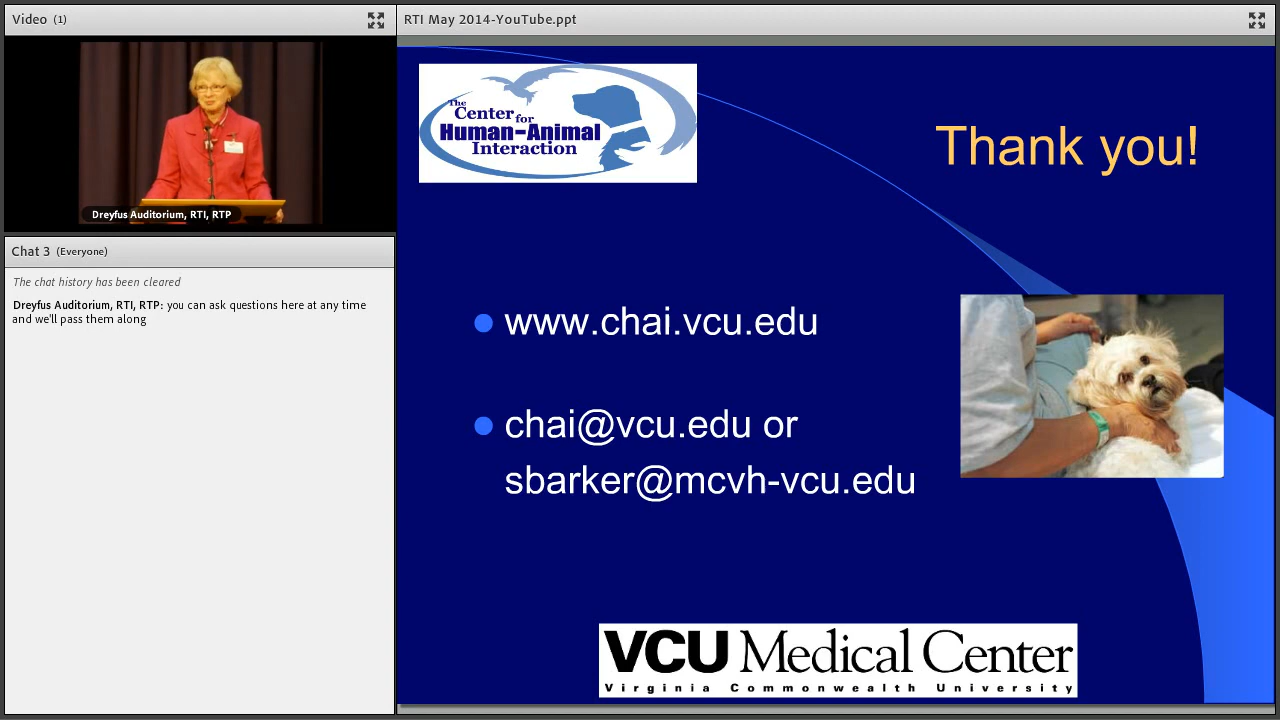 Video (1)
Dreyfus Auditorium, RTI, RTP
Chat 3 (Everyone)
The chat history has been cleared
Dreyfus Auditorium, RTI, RTP: you can ask questions here at any time
and we'll pass them along
RTI May 2014-YouTube.ppt
The
Center for
Human-Animal
Interaction
Thank you!
www.chai.vcu.edu
chai@vcu.edu or
sbarker@mcvh-vcu.edu
VCU Medical Center
Virginia Commonwealth University